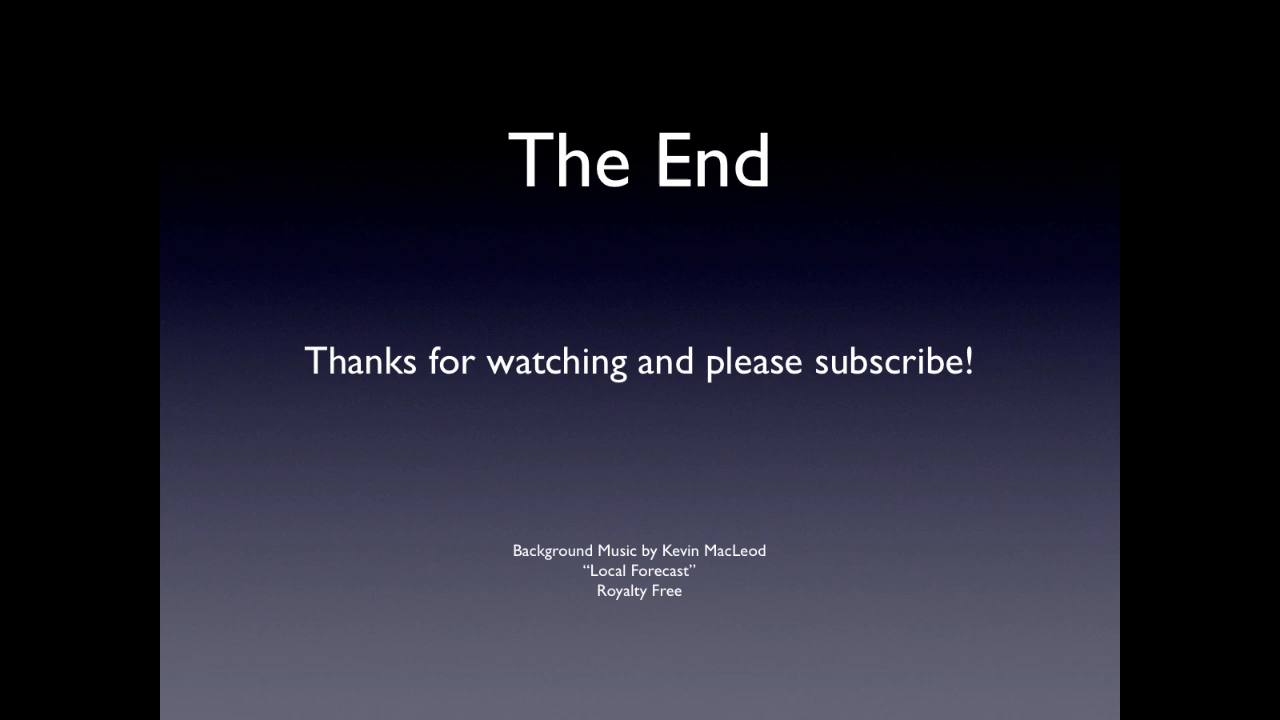 The End
Thanks for watching and please subscribe!
Background Music by Kevin MacLeod
“Local Forecast”
Royalty Free